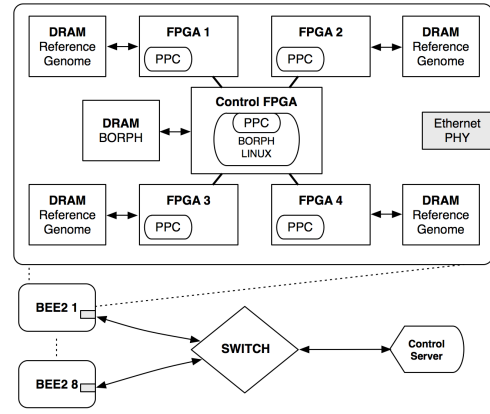 DRAM
Reference
Genome
FPGA 1
PPC
FPGA 2
PPC
DRAM
Reference
Genome
DRAM
BORPH
Control FPGA
PPC
BORPH
LINUX
Ethernet
PHY
DRAM
Reference
Genome
FPGA 3
PPC
FPGA 4
PPC
DRAM
Reference
Genome
BEE2 1
SWITCH
Control
Server
BEE2 8